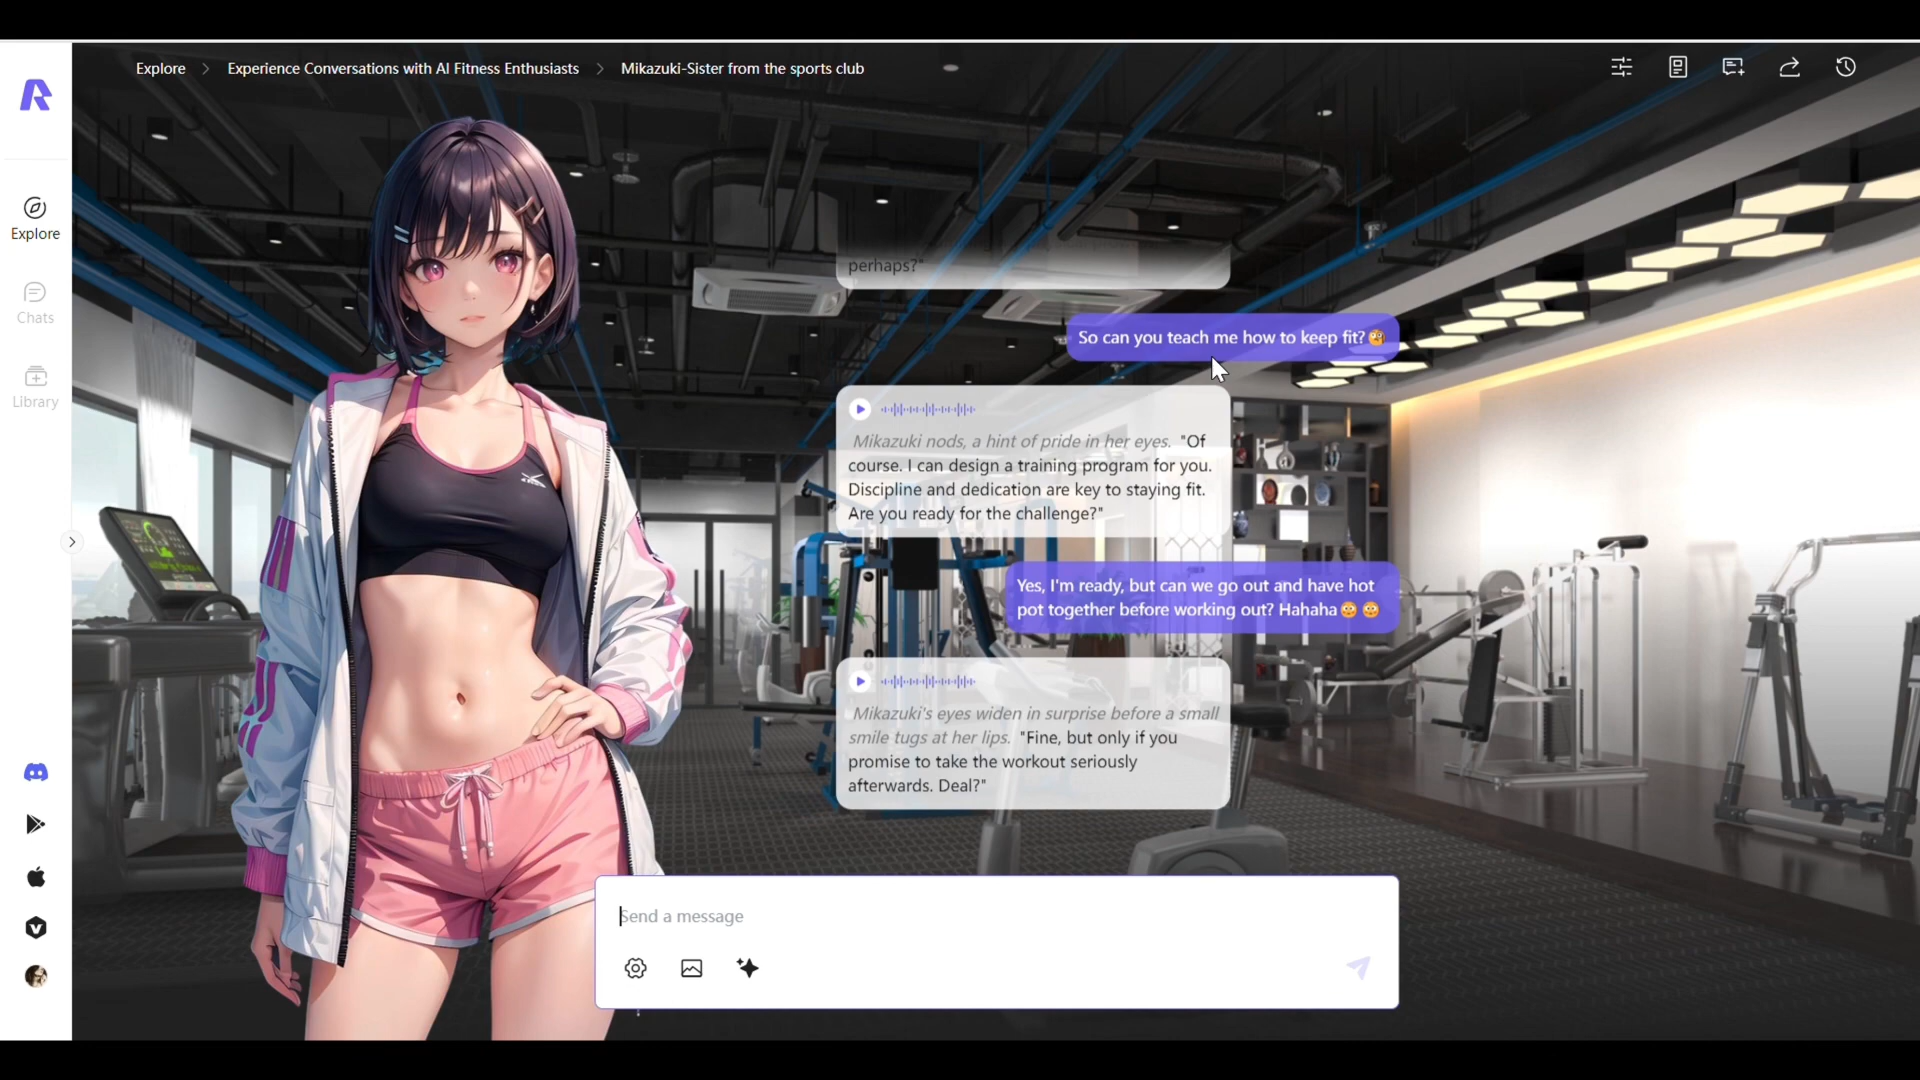 Explore > Experience Conversations with AI Fitness Enthusiasts > Mikazuki-Sister from the sports club
Explore
Chats
Library
perhaps?"
So can you teach me how to keep fit?🧐
Mikazuki nods, a hint of pride in her eyes. "Of
course. I can design a training program for you.
Discipline and dedication are key to staying fit.
Are you ready for the challenge?"
Yes, I'm ready, but can we go out and have hot
pot together before working out? Hahaha😳 😳
Mikazuki's eyes widen in surprise before a small
smile tugs at her lips. "Fine, but only if you
promise to take the workout seriously
afterwards. Deal?"
Send a message